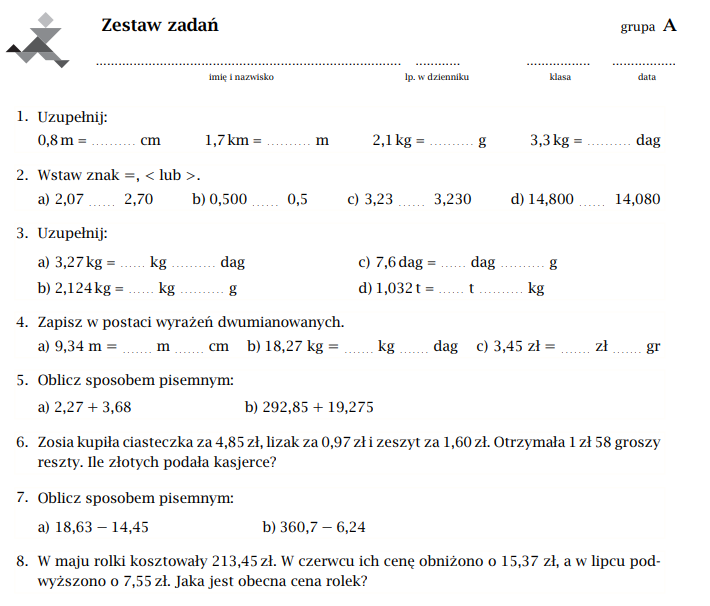 Zestaw zadań
grupa A
imię i nazwisko lp. w dzienniku klasa data
1. Uzupełnij:
0,8 m = .......... cm 1,7 km = .......... m 2,1 kg = .......... g 3,3 kg = .......... dag
2. Wstaw znak =, < lub >.
a) 2,07 ...... 2,70 b) 0,500 ...... 0,5 c) 3,23 ...... 3,230 d) 14,800 ...... 14,080
3. Uzupełnij:
a) 3,27 kg = ...... kg .......... dag c) 7,6 dag = ...... dag .......... g
b) 2,124 kg = ...... kg .......... g d) 1,032 t = ...... t .......... kg
4. Zapisz w postaci wyrażeń dwumianowanych.
a) 9,34 m = ....... m ....... cm b) 18,27 kg = ....... kg ....... dag c) 3,45 zł = ....... zł ....... gr
5. Oblicz sposobem pisemnym:
a) 2,27 + 3,68 b) 292,85 + 19,275
6. Zosia kupiła ciasteczka za 4,85 zł, lizak za 0,97 zł i zeszyt za 1,60 zł. Otrzymała 1 zł 58 groszy
reszty. Ile złotych podała kasjerce?
7. Oblicz sposobem pisemnym:
a) 18,63 − 14,45 b) 360,7 − 6,24
8. W maju rolki kosztowały 213,45 zł. W czerwcu ich cenę obniżono o 15,37 zł, a w lipcu pod-
wyższono o 7,55 zł. Jaka jest obecna cena rolek?